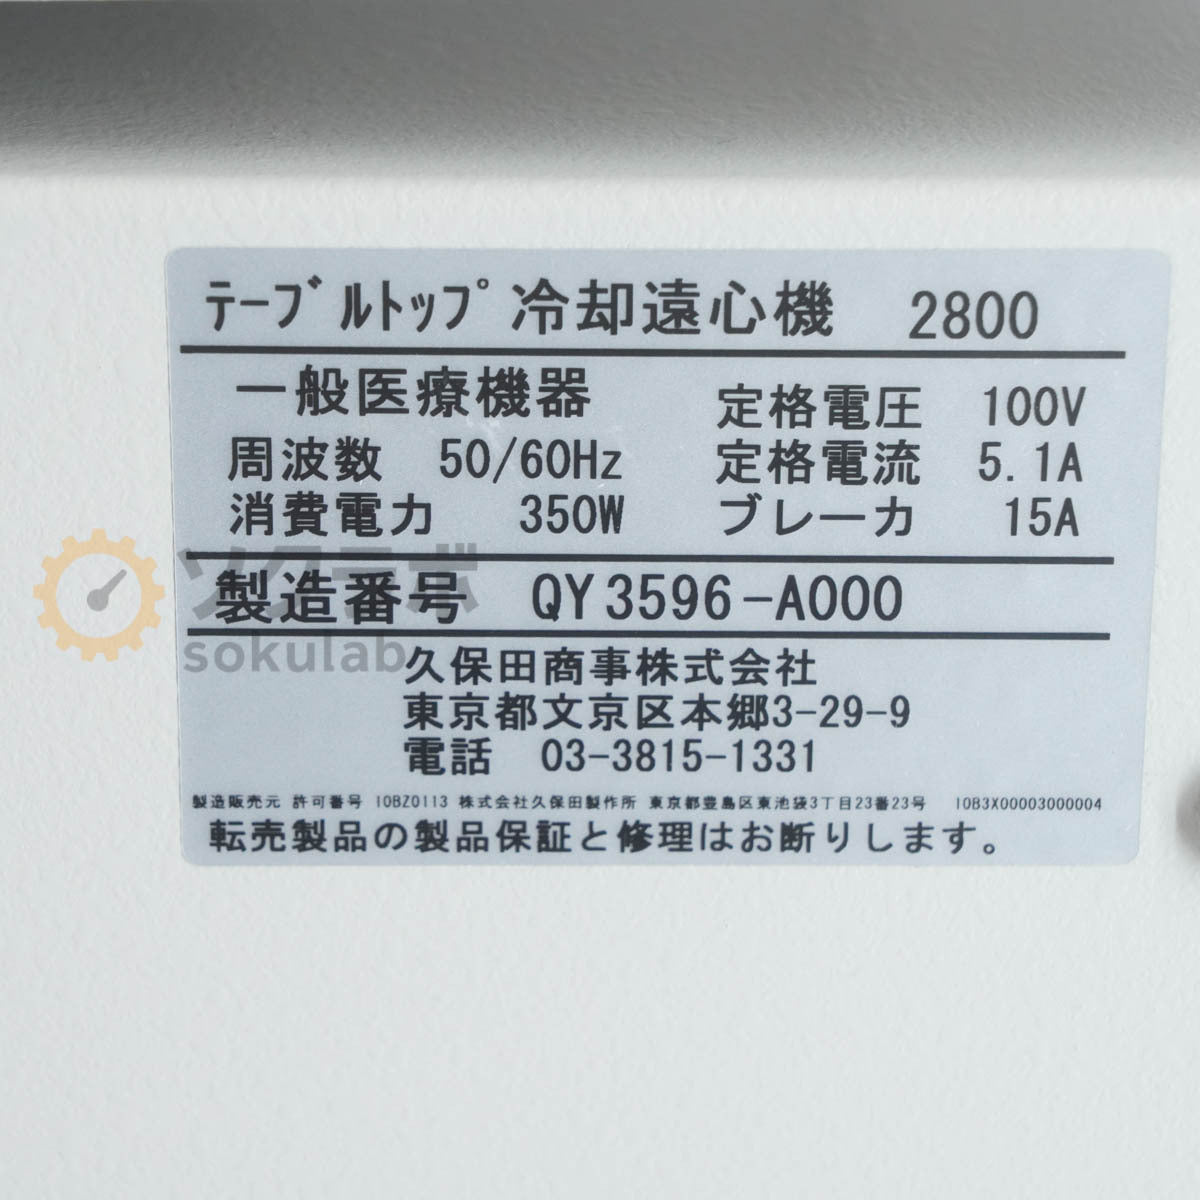 テーブルトップ 冷却遠心機 2800
一般医療機器 定格電圧 100V
周波数 50/60Hz 定格電流 5.1A
消費電力 350W ブレーカ 15A
製造番号 QY3596-A000
ソクラボ
sokulab
久保田商事株式会社
東京都文京区本郷3-29-9
電話 03-3815-1331
製造販売元 許可番号 10BZ0113 株式会社久保田製作所 東京都豊島区東池袋3丁目23番23号 10B3X00003000004
転売製品の製品保証と修理はお断りします。